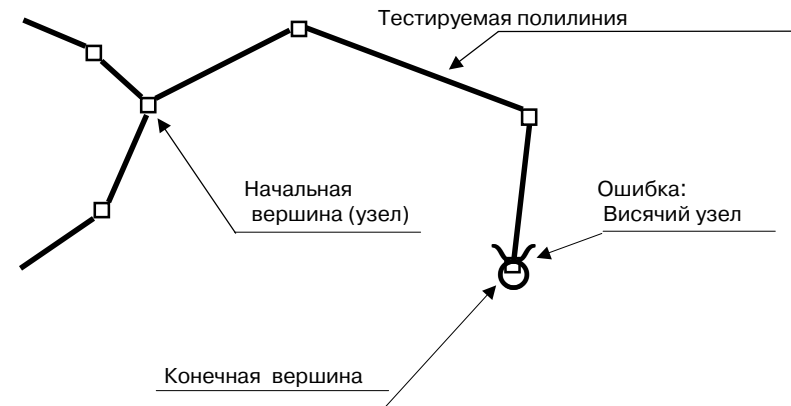 Тестируемая полилиния
Начальная
вершина (узел)
Ошибка:
Висячий узел
Конечная вершина